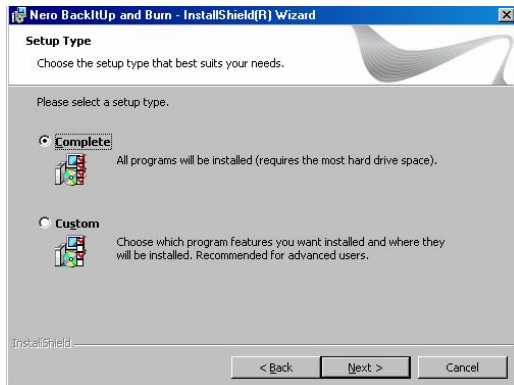 Nero BackItUp and Burn - InstallShield(R) Wizard
Setup Type
Choose the setup type that best suits your needs.
Please select a setup type.
Complete
All programs will be installed (requires the most hard drive space).
Custom
Choose which program features you want installed and where they
will be installed. Recommended for advanced users.
InstallShield
< Back
Next >
Cancel